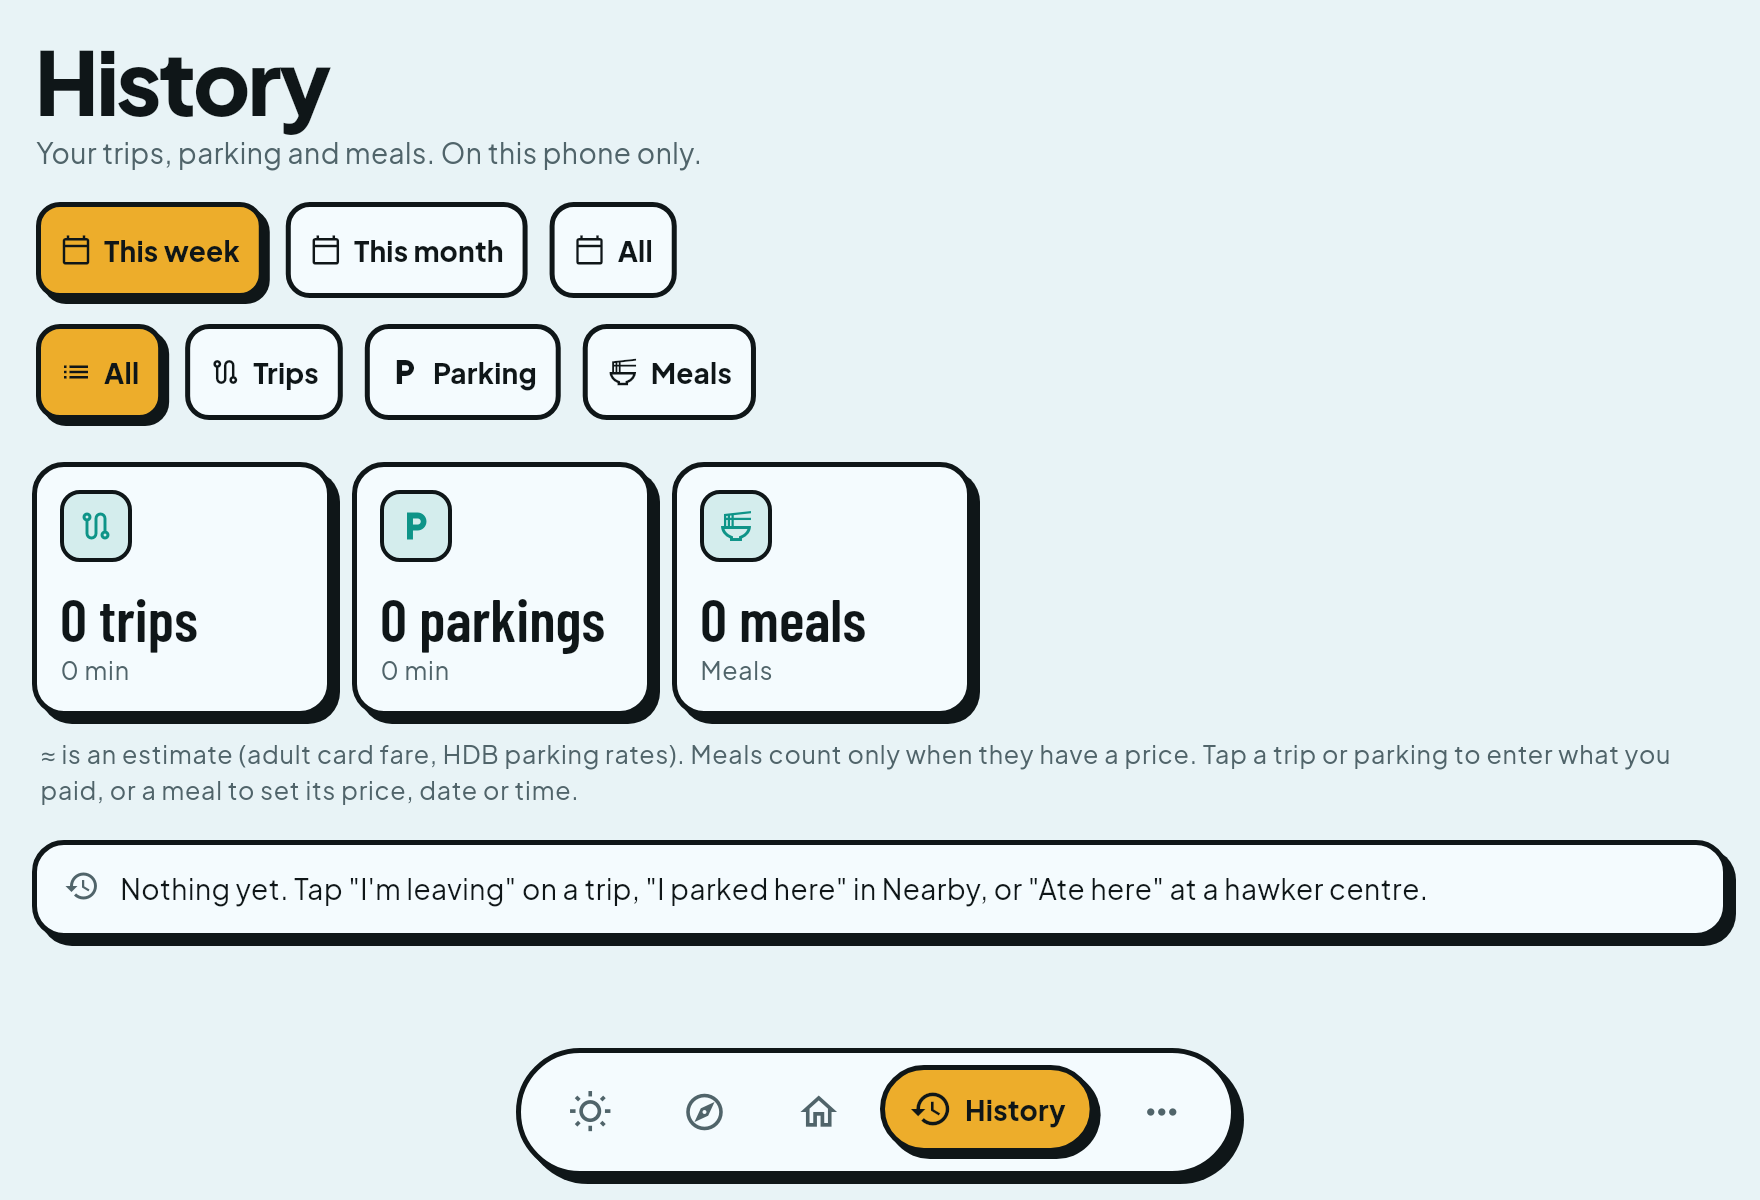 History
Your trips, parking and meals. On this phone only.
This week This month All
All Trips P Parking Meals
P
0 trips 0 parkings 0 meals
0 min 0 min Meals
≈ is an estimate (adult card fare, HDB parking rates). Meals count only when they have a price. Tap a trip or parking to enter what you
paid, or a meal to set its price, date or time.
Nothing yet. Tap "I'm leaving" on a trip, "I parked here" in Nearby, or "Ate here" at a hawker centre.
History